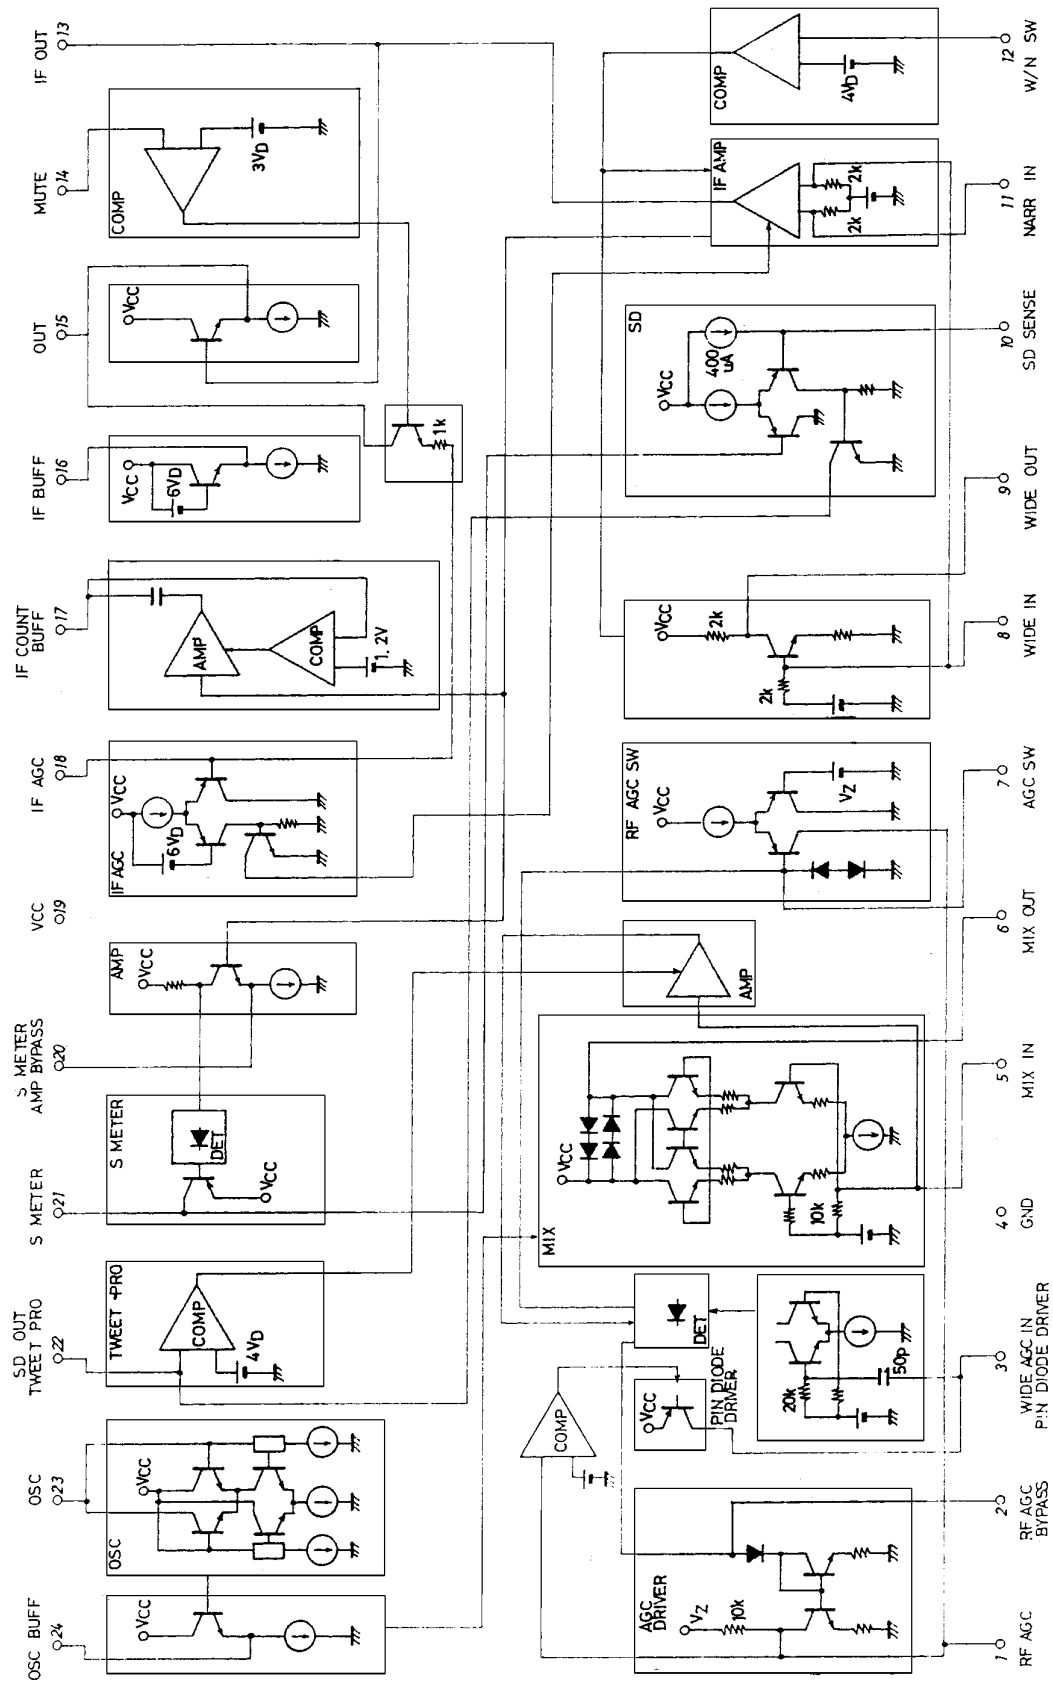 OSC BUFF
24
OSC
23
SD OUT
TWEET PRO
22
S METER
21
S METER
AMP BYPASS
20
VCC
19
IF AGC
18
IF COUNT
BUFF
17
IF BUFF
16
OUT
15
MUTE
14
IF OUT
13
VCC
OSC
VCC
TWEET-PRO
COMP
4VD
S METER
DET
VCC
AMP
VCC
IF AGC
6VD
VCC
AMP
COMP
1.2V
VCC
6VD
VCC
COMP
3VD
1k
AGC
DRIVER
VZ
10k
COMP
VCC
PIN DIODE
DRIVER
DET
20k
50p
MIX
VCC
10k
AMP
RF AGC SW
VCC
VZ
VCC
2k
2k
SD
VCC
400
uA
IF AMP
2k
2k
COMP
4VD
1
RF AGC
2
RF AGC
BYPASS
3
WIDE AGC IN
PIN DIODE DRIVER
4
GND
5
MIX IN
6
MIX OUT
7
AGC SW
8
WIDE IN
9
WIDE OUT
10
SD SENSE
11
NARR IN
12
W/N SW